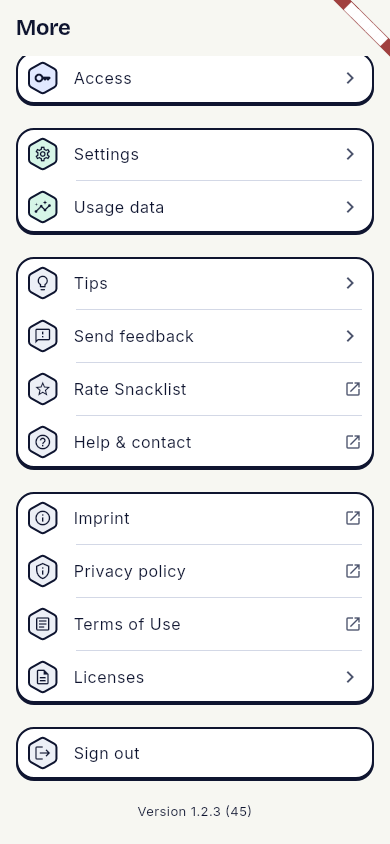 More
Access
Settings
Usage data
Tips
Send feedback
Rate Snacklist
Help & contact
Imprint
Privacy policy
Terms of Use
Licenses
Sign out
Version 1.2.3 (45)